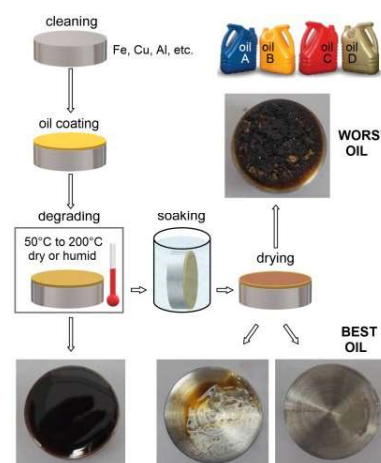 cleaning
Fe, Cu, Al, etc.
oil
A
oil
B
oil
C
oil
D
oil coating
WORST
OIL
degrading
soaking
50°C to 200°C
dry or humid
drying
BEST
OIL